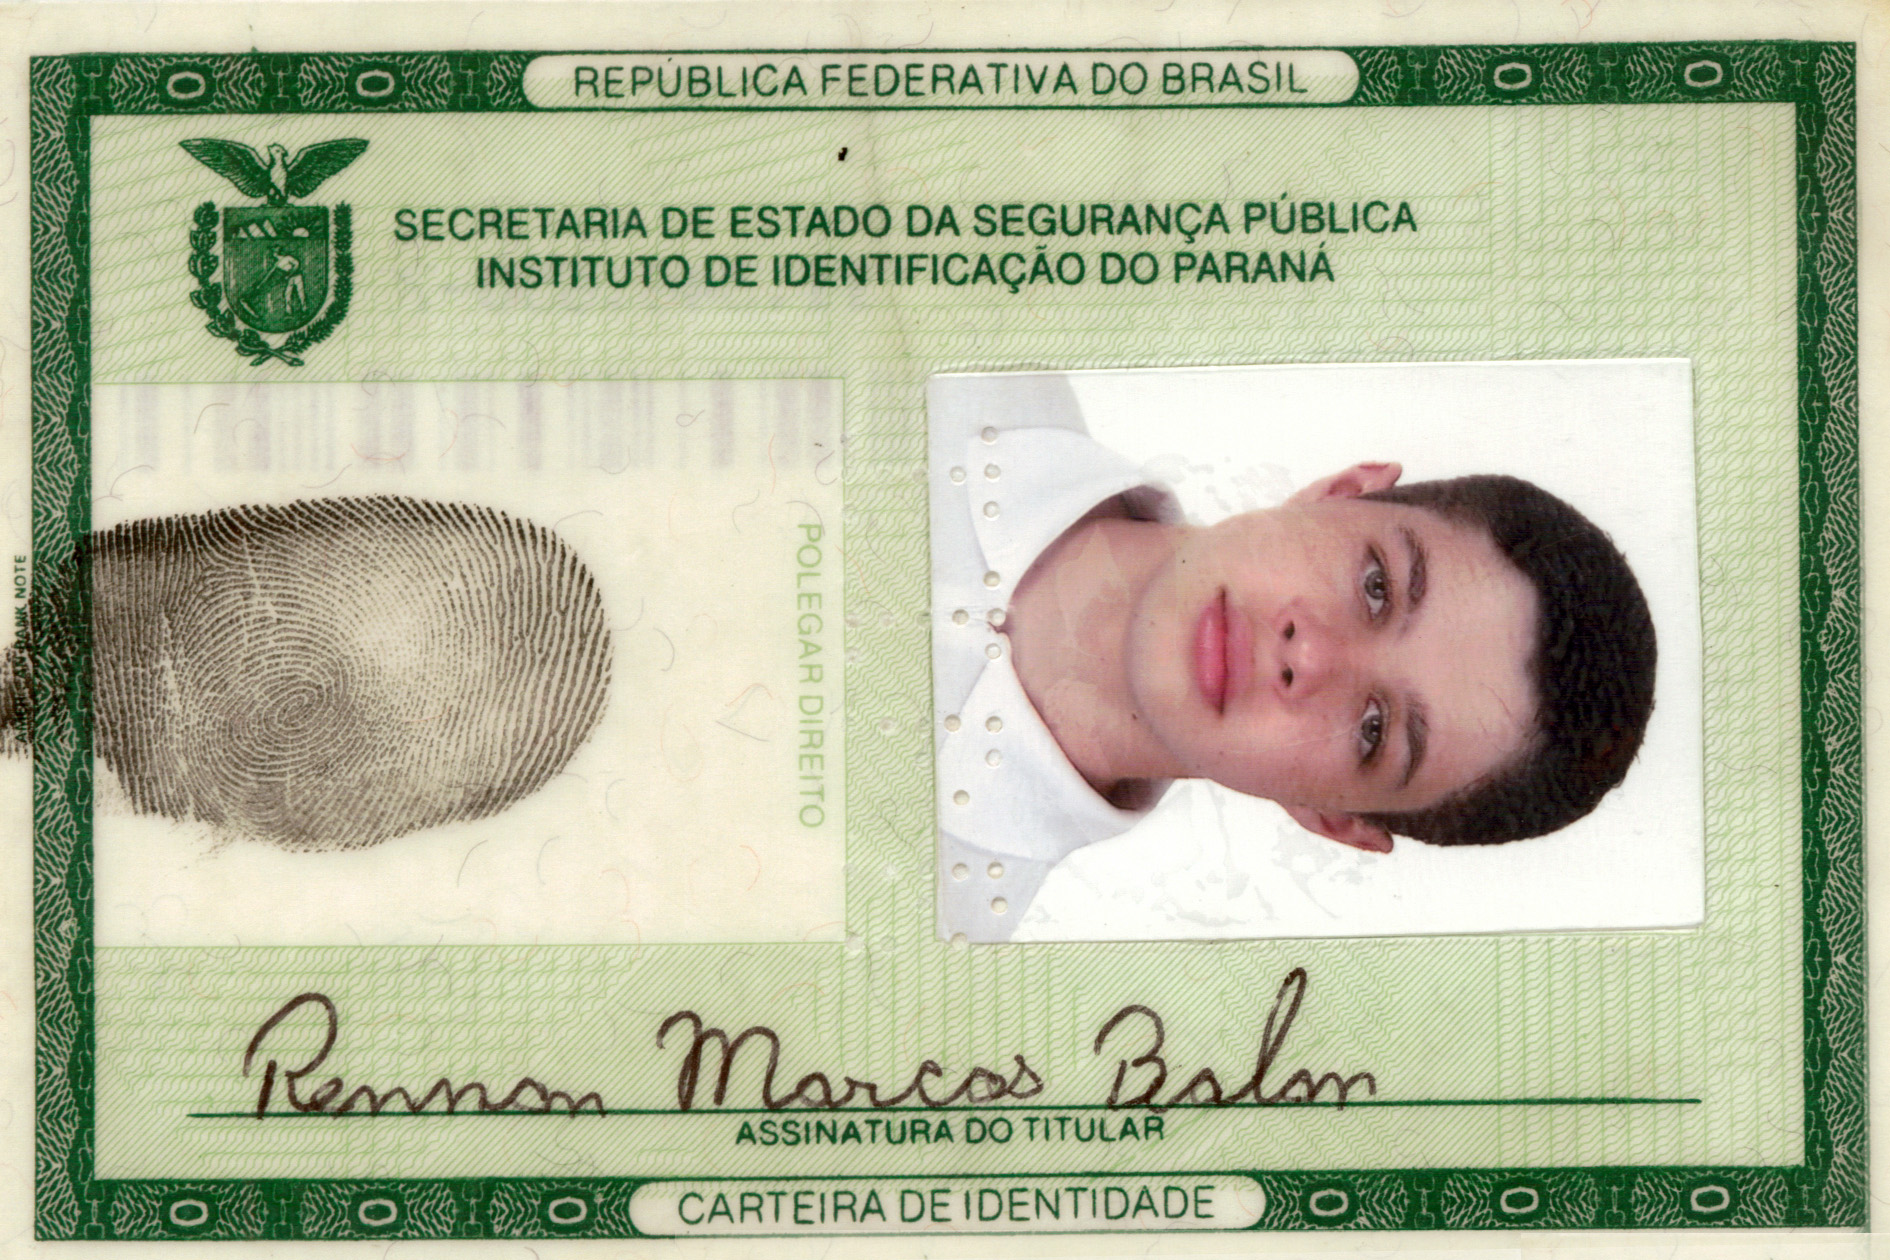 REPÚBLICA FEDERATIVA DO BRASIL
SECRETARIA DE ESTADO DA SEGURANÇA PÚBLICA
INSTITUTO DE IDENTIFICAÇÃO DO PARANÁ
POLEGAR DIREITO
BANK NOTE
Rennan Marcos Balan
ASSINATURA DO TITULAR
CARTEIRA DE IDENTIDADE